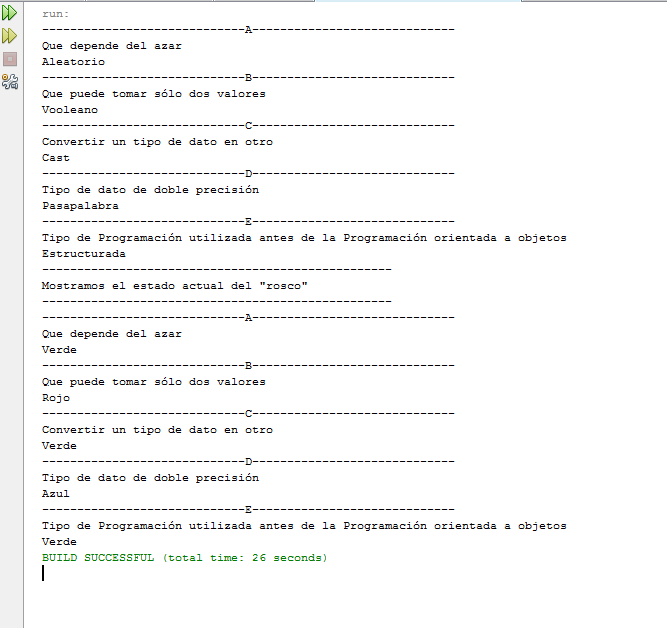 run:
-----------------------------A-----------------------------
Que depende del azar
Aleatorio
-----------------------------B-----------------------------
Que puede tomar sólo dos valores
Vooleano
-----------------------------C-----------------------------
Convertir un tipo de dato en otro
Cast
-----------------------------D-----------------------------
Tipo de dato de doble precisión
Pasapalabra
-----------------------------E-----------------------------
Tipo de Programación utilizada antes de la Programación orientada a objetos
Estructurada
--------------------------------------------------
Mostramos el estado actual del "rosco"
--------------------------------------------------
-----------------------------A-----------------------------
Que depende del azar
Verde
-----------------------------B-----------------------------
Que puede tomar sólo dos valores
Rojo
-----------------------------C-----------------------------
Convertir un tipo de dato en otro
Verde
-----------------------------D-----------------------------
Tipo de dato de doble precisión
Azul
-----------------------------E-----------------------------
Tipo de Programación utilizada antes de la Programación orientada a objetos
Verde
BUILD SUCCESSFUL (total time: 26 seconds)